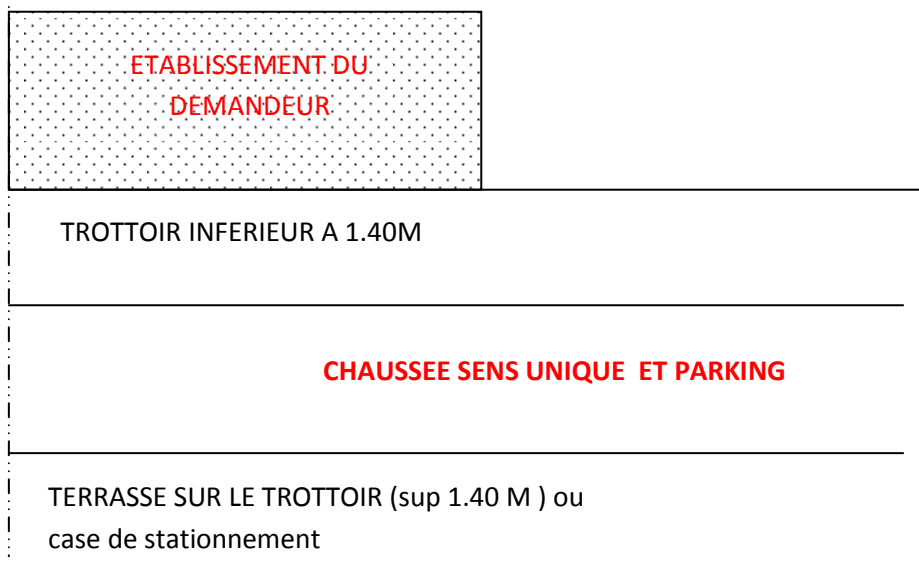 ETABLISSEMENT DU
DEMANDEUR
TROTTOIR INFERIEUR A 1.40M
CHAUSSEE SENS UNIQUE ET PARKING
TERRASSE SUR LE TROTTOIR (sup 1.40 M ) ou
case de stationnement